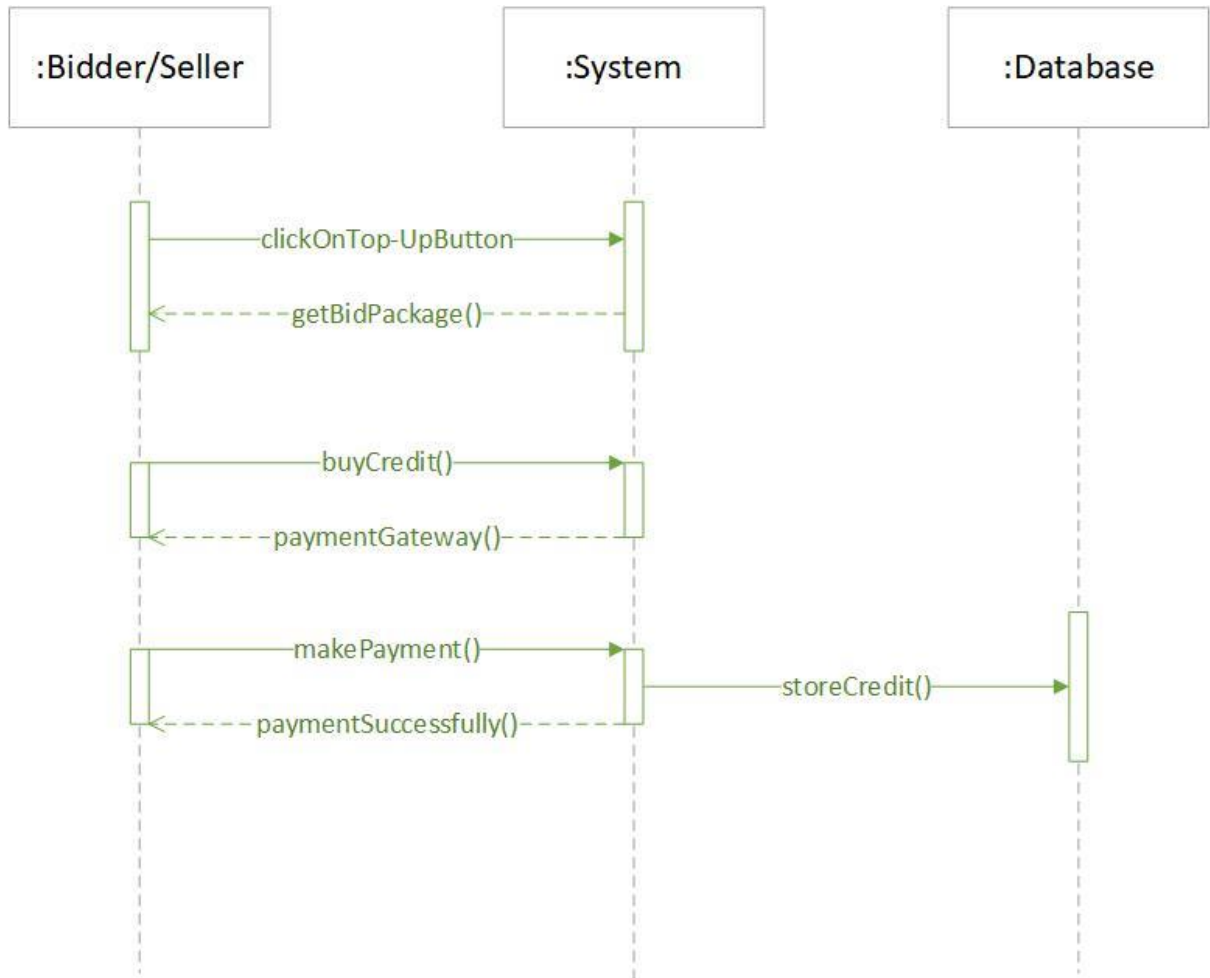 :Bidder/Seller
:System
:Database
clickOnTop-UpButton
getBidPackage()
buyCredit()
paymentGateway()
makePayment()
storeCredit()
paymentSuccessfully()